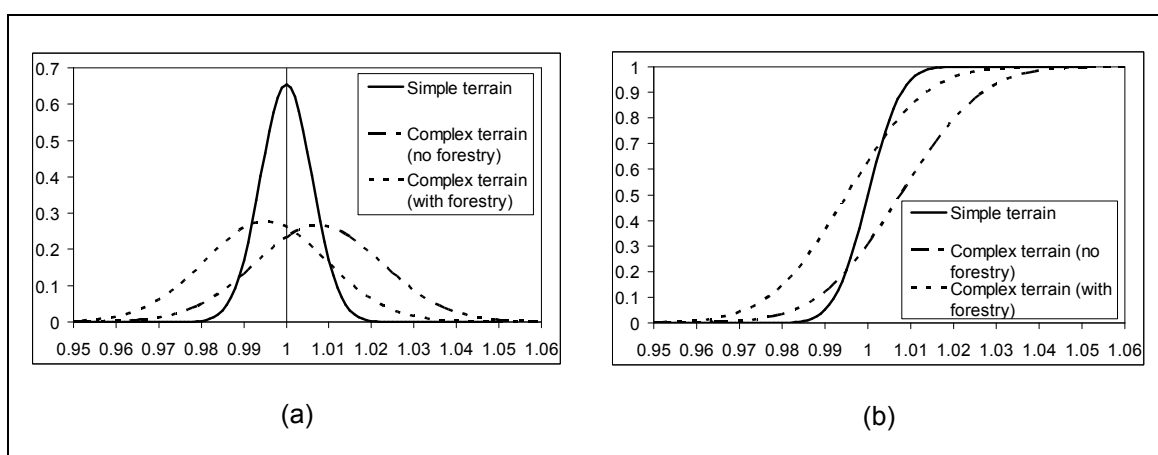 0.7
0.6
0.5
0.4
0.3
0.2
0.1
0
0.95 0.96 0.97 0.98 0.99 1 1.01 1.02 1.03 1.04 1.05 1.06
Simple terrain
Complex terrain
(no forestry)
Complex terrain
(with forestry)
(a)
1
0.9
0.8
0.7
0.6
0.5
0.4
0.3
0.2
0.1
0
0.95 0.96 0.97 0.98 0.99 1 1.01 1.02 1.03 1.04 1.05 1.06
Simple terrain
Complex terrain (no
forestry)
Complex terrain (with
forestry)
(b)